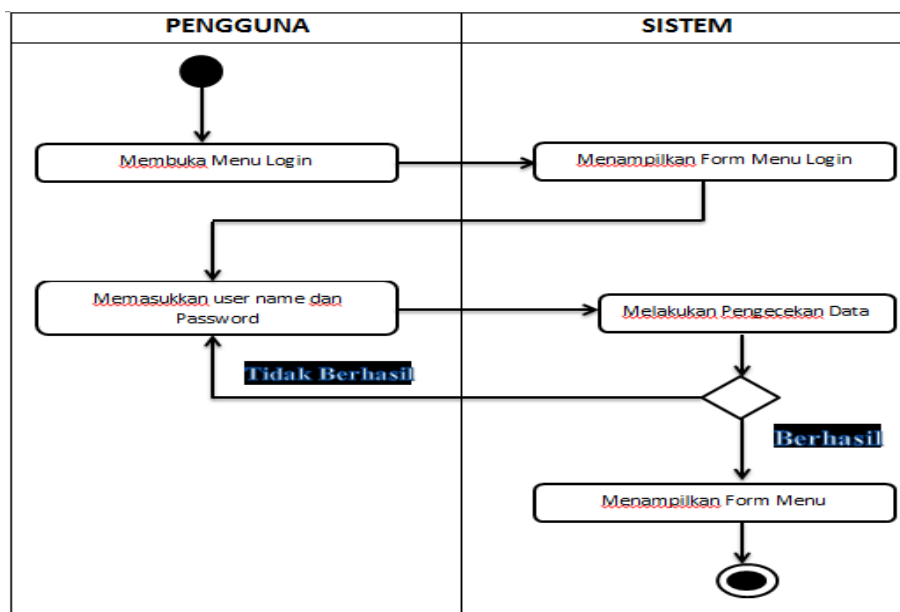 PENGGUNA
SISTEM
Membuka Menu Login
Menampilkan Form Menu Login
Memasukkan user name dan
Password
Melakukan Pengecekan Data
Tidak Berhasil
Berhasil
Menampilkan Form Menu